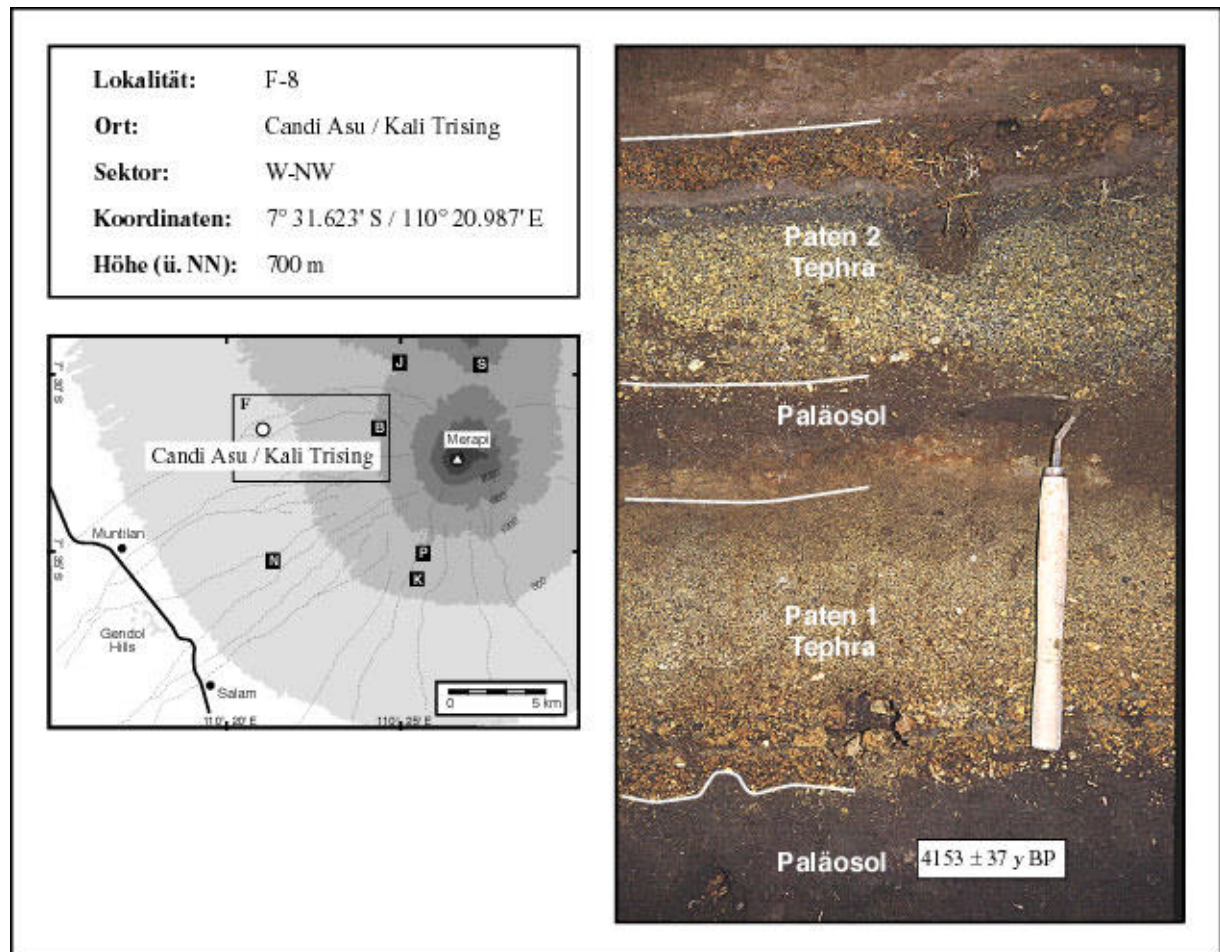 Lokalität: F-8
Ort: Candi Asu / Kali Trising
Sektor: W-NW
Koordinaten: 7° 31.623' S / 110° 20.987' E
Höhe (ü. NN): 700 m
J
S
F
B
Candi Asu / Kali Trising
Merapi
Muntilan
N
P
K
Gendol
Hills
Salam
0 5 km
110° 20' E
110° 25' E
Paten 2
Tephra
Paläosol
Paten 1
Tephra
Paläosol
4153 ± 37 y BP